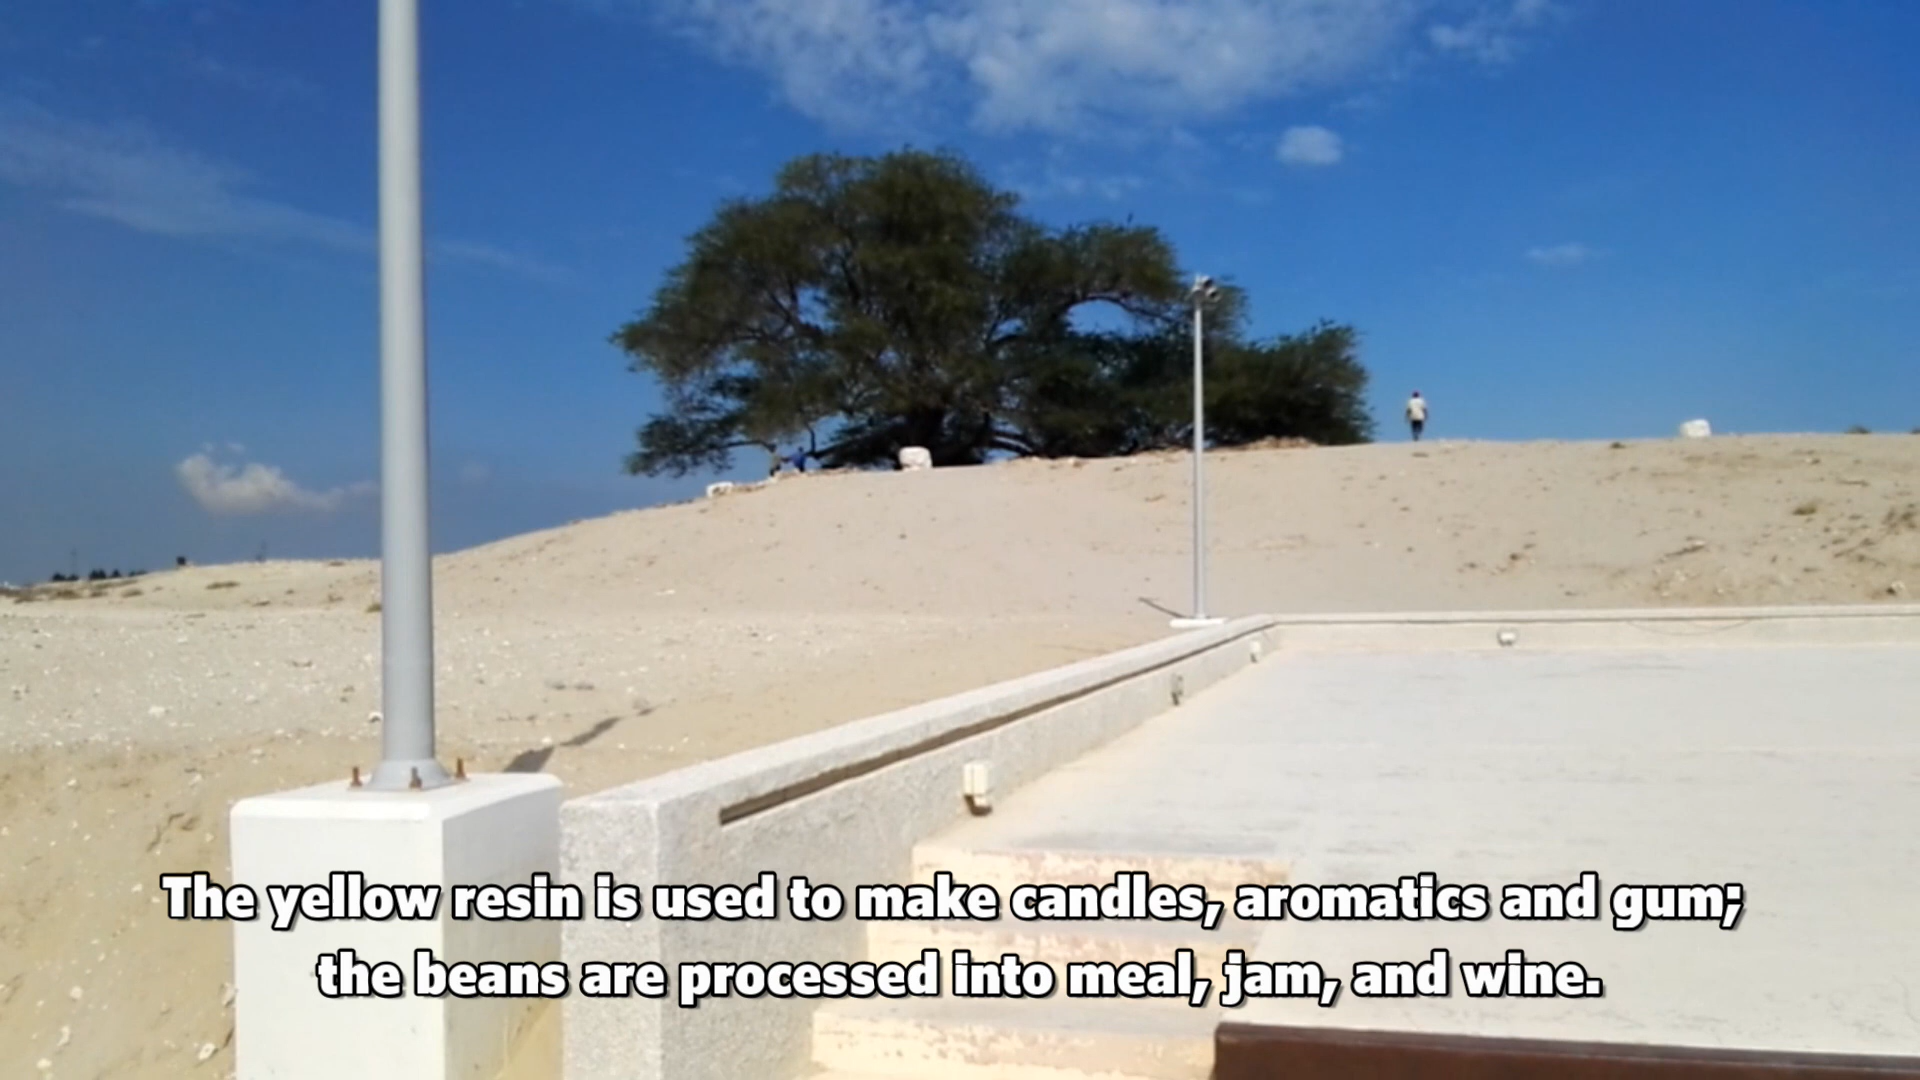 The yellow resin is used to make candles, aromatics and gum;
the beans are processed into meal, jam, and wine.